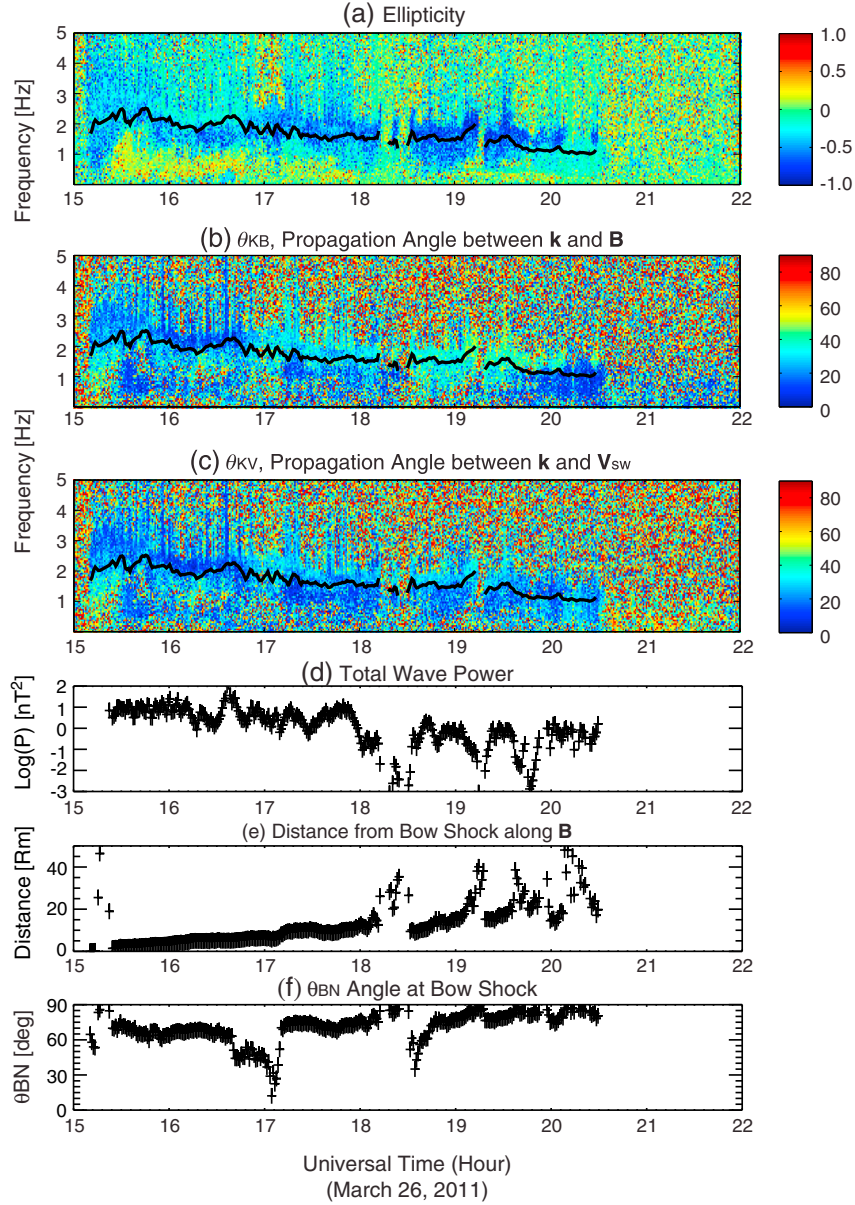 (a) Ellipticity
Frequency [Hz]
5
4
3
2
1
15 16 17 18 19 20 21 22
1.0
0.5
0
-0.5
-1.0
(b) θKB, Propagation Angle between k and B
5
4
3
2
1
15 16 17 18 19 20 21 22
80
60
40
20
0
Frequency [Hz]
(c) θKV, Propagation Angle between k and Vsw
5
4
3
2
1
15 16 17 18 19 20 21 22
80
60
40
20
0
(d) Total Wave Power
Log(P) [nT2]
2
1
0
-1
-2
-3
15 16 17 18 19 20 21 22
(e) Distance from Bow Shock along B
Distance [Rm]
40
20
0
15 16 17 18 19 20 21 22
(f) θBN Angle at Bow Shock
θBN [deg]
90
60
30
0
15 16 17 18 19 20 21 22
Universal Time (Hour)
(March 26, 2011)